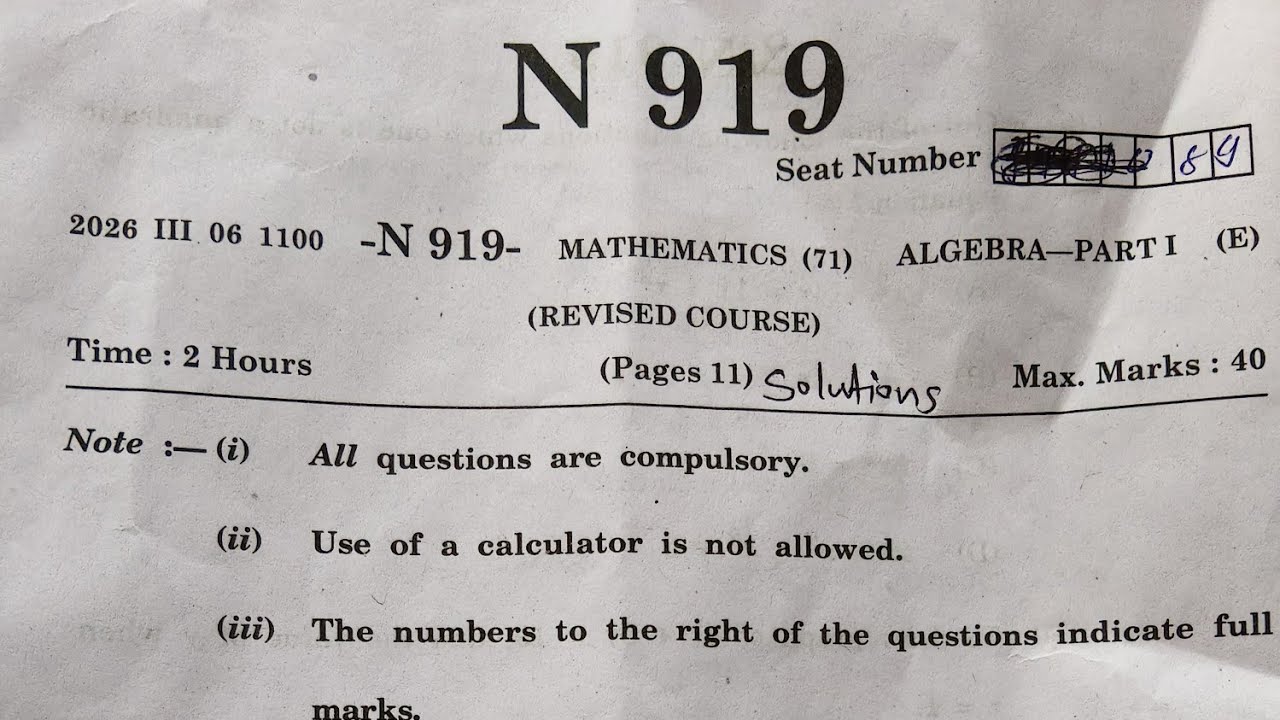 N 919
Seat Number 8 9
2026 III 06 1100 -N 919- MATHEMATICS (71) ALGEBRA—PART I (E)
(REVISED COURSE)
Time : 2 Hours (Pages 11) Solutions Max. Marks : 40
Note :— (i) All questions are compulsory.
(ii) Use of a calculator is not allowed.
(iii) The numbers to the right of the questions indicate full
marks.